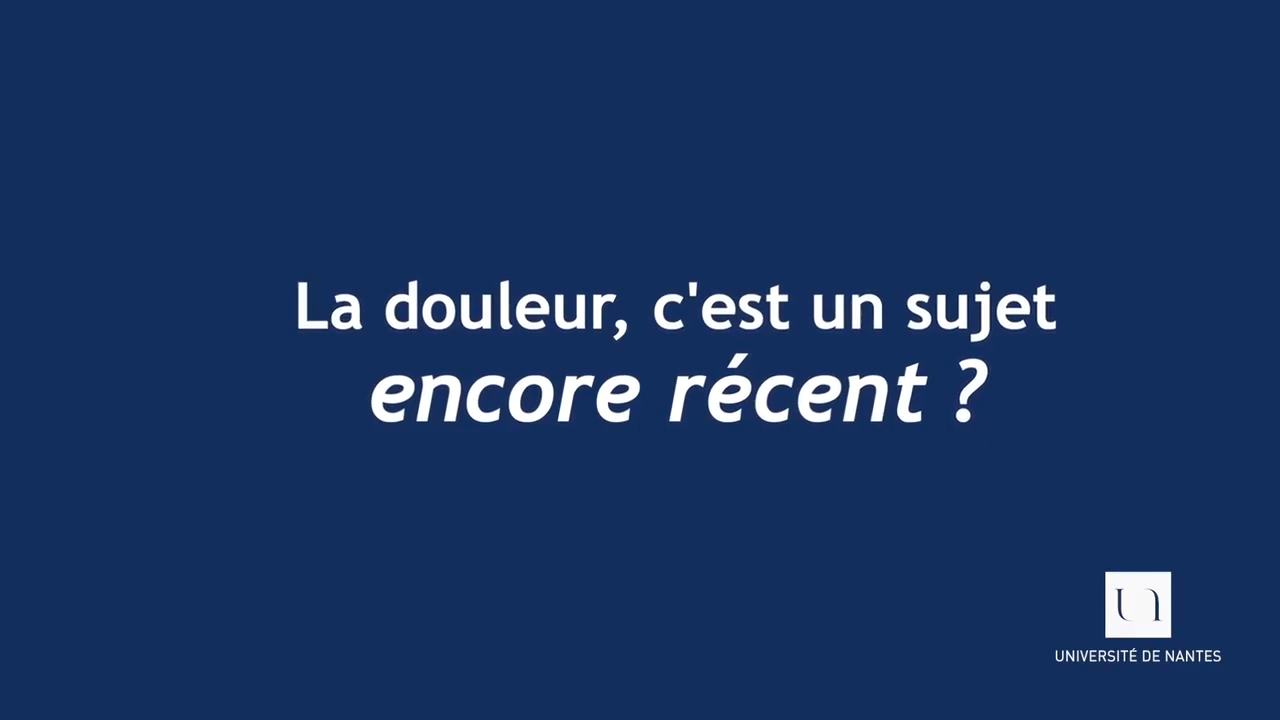 La douleur, c'est un sujet
encore récent ?
UNIVERSITÉ DE NANTES